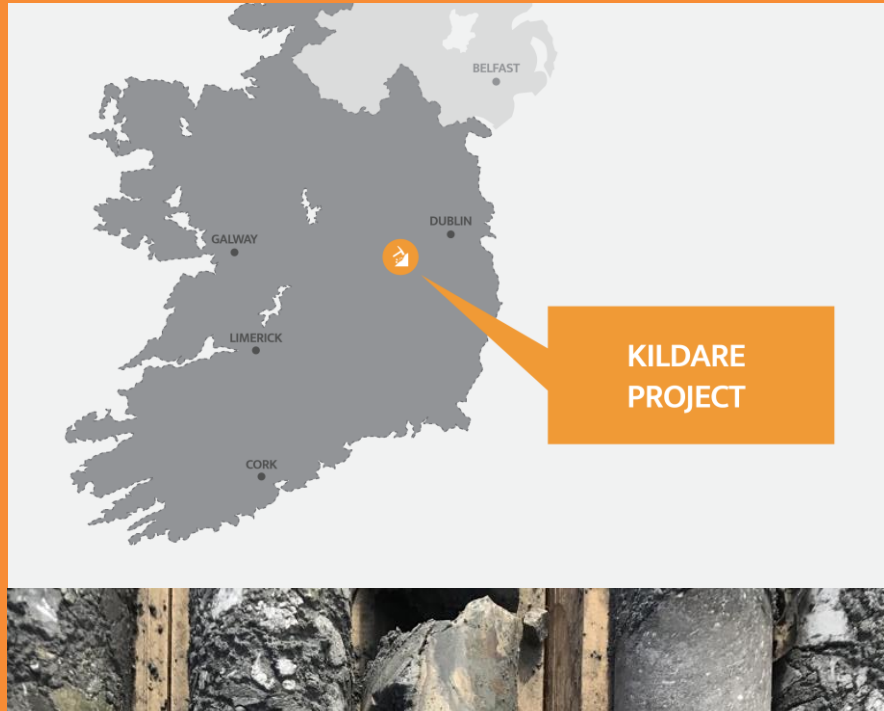 BELFAST
DUBLIN
GALWAY
LIMERICK
KILDARE
PROJECT
CORK